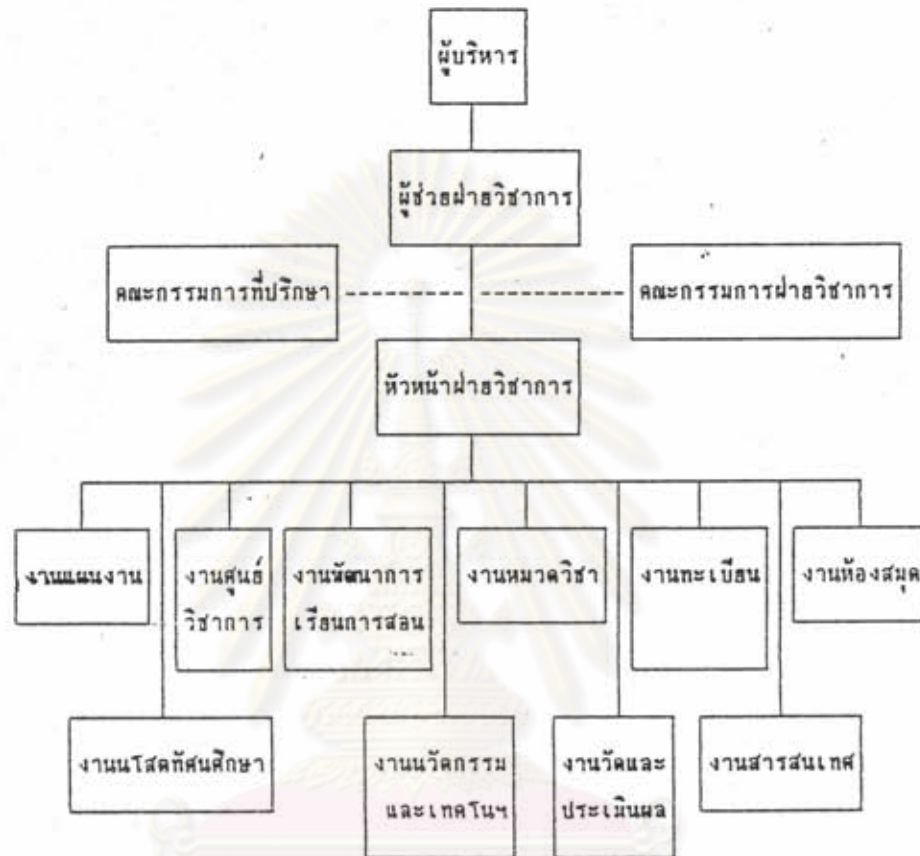 ผู้บริหาร
ผู้ช่วยฝ่ายวิชาการ
คณะกรรมการที่ปรึกษา
คณะกรรมการฝ่ายวิชาการ
หัวหน้าฝ่ายวิชาการ
งานแผนงาน
งานศูนย์
วิชาการ
งานพัฒนาการ
เรียนการสอน
งานหมวดวิชา
งานทะเบียน
งานห้องสมุด
งานโสตทัศนศึกษา
งานนวัตกรรม
และเทคโนฯ
งานวัดและ
ประเมินผล
งานสารสนเทศ